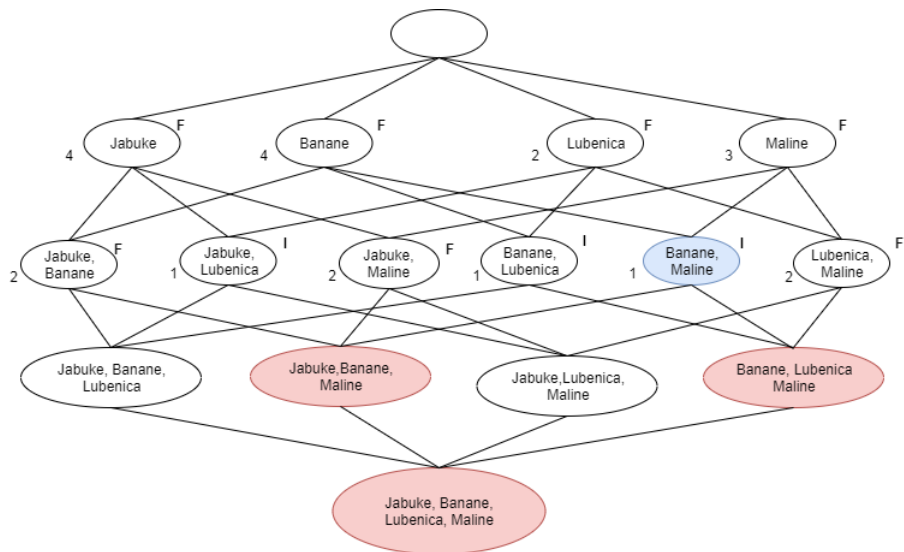 F
F
F
F
Jabuke
Banane
Lubenica
Maline
4
4
2
3
Jabuke,
Banane
F
2
Jabuke,
Lubenica
I
1
Jabuke,
Maline
F
2
Banane,
Lubenica
I
1
Banane,
Maline
I
1
Lubenica,
Maline
F
2
Jabuke, Banane,
Lubenica
Jabuke,Banane,
Maline
Jabuke,Lubenica,
Maline
Banane, Lubenica
Maline
Jabuke, Banane,
Lubenica, Maline